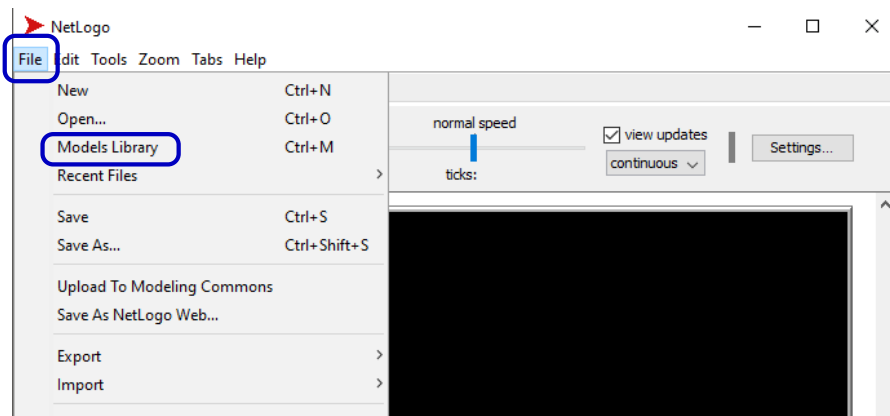 NetLogo
File Edit Tools Zoom Tabs Help
New Ctrl+N
Open... Ctrl+O
Models Library Ctrl+M
Recent Files
Save Ctrl+S
Save As... Ctrl+Shift+S
Upload To Modeling Commons
Save As NetLogo Web...
Export
Import
normal speed
ticks:
view updates
continuous
Settings...